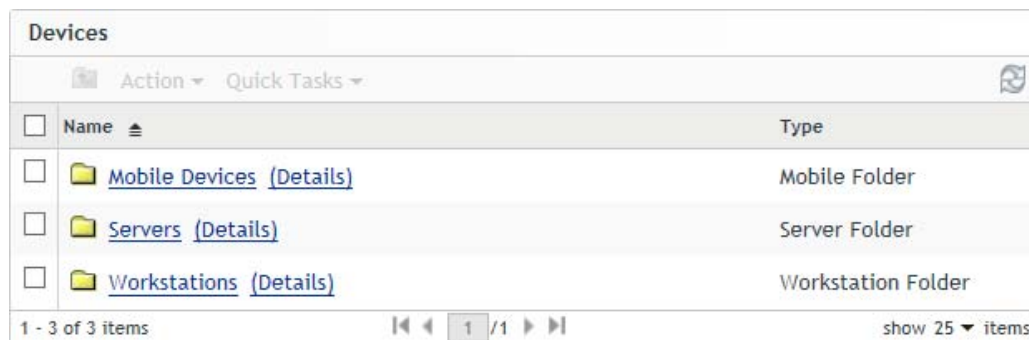 Devices
Action Quick Tasks
Name Type
Mobile Devices (Details) Mobile Folder
Servers (Details) Server Folder
Workstations (Details) Workstation Folder
1 - 3 of 3 items 1 /1 show 25 items